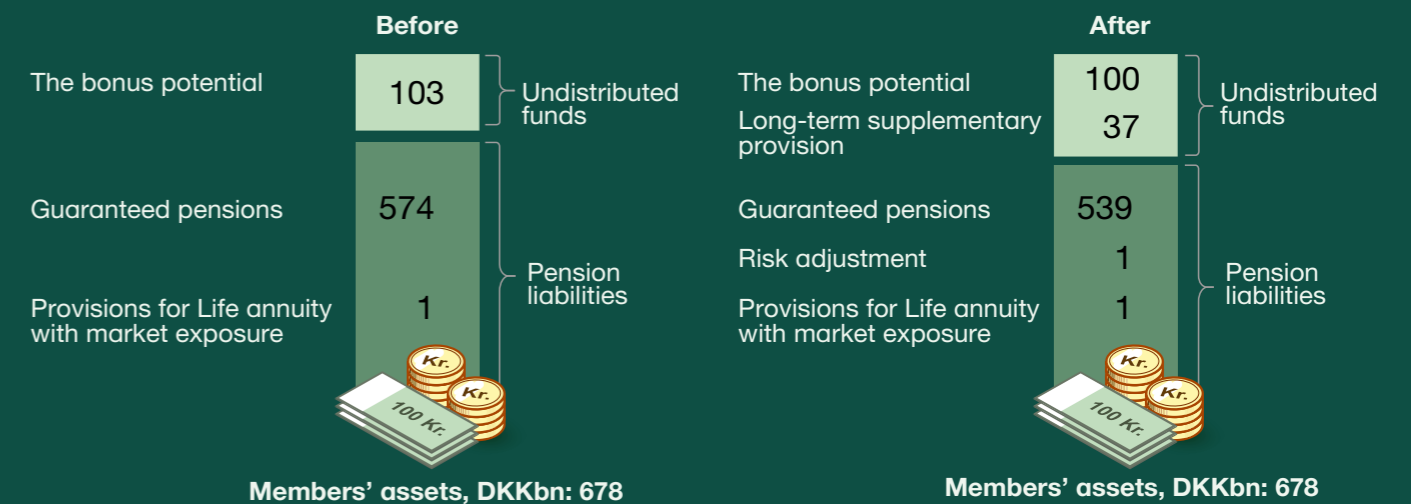 Before
The bonus potential
103
Undistributed
funds
Guaranteed pensions
574
Pension
liabilities
Provisions for Life annuity
with market exposure
1
Kr.
Kr.
100 Kr.
Members' assets, DKKbn: 678
After
The bonus potential
100
Long-term supplementary
provision
37
Undistributed
funds
Guaranteed pensions
539
Risk adjustment
1
Pension
liabilities
Provisions for Life annuity
with market exposure
1
Kr.
Kr.
100 Kr.
Members' assets, DKKbn: 678